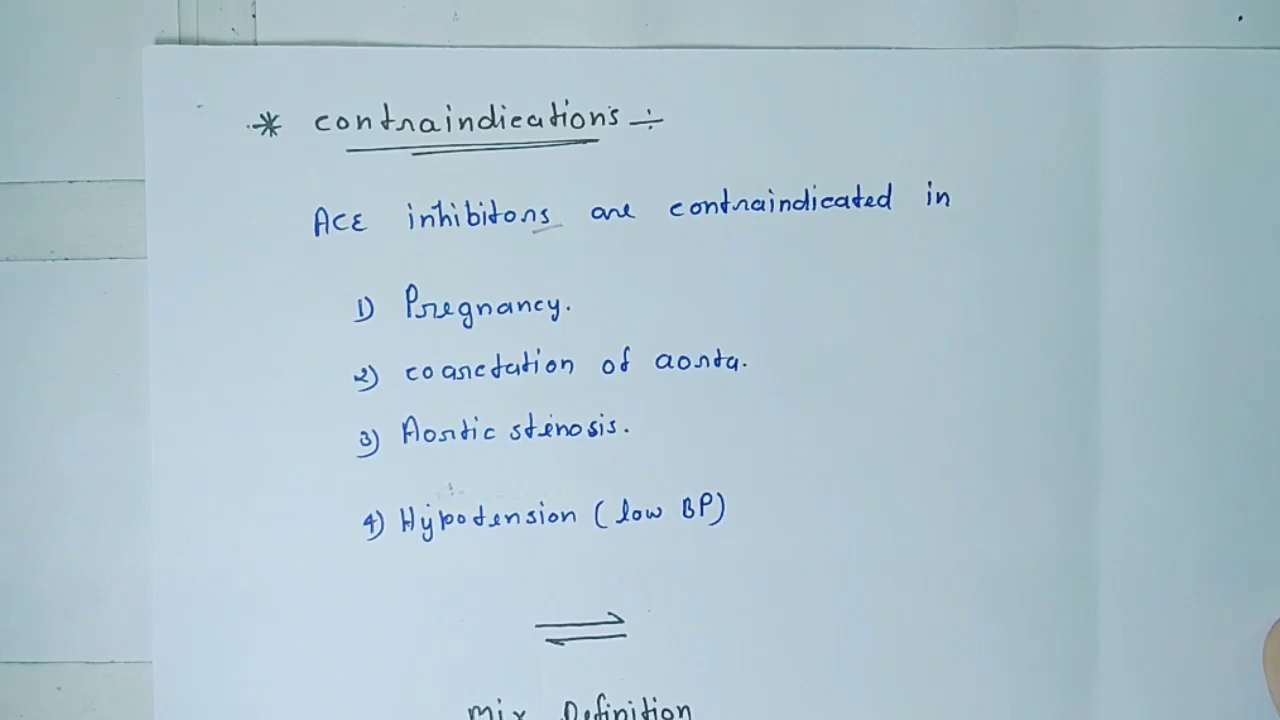 * contraindications ÷
ACE inhibitors are contraindicated in
1) Pregnancy.
2) coarctation of aorta.
3) Aortic stenosis.
4) Hypotension (low BP)
⇌
Mix Definition